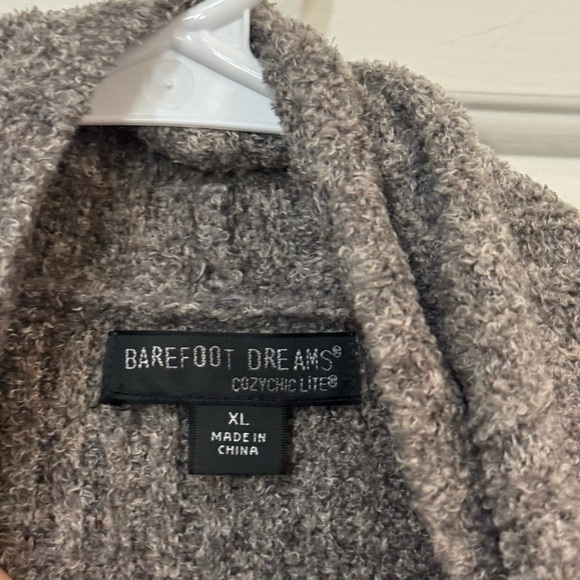 BAREFOOT DREAMS®
COZYCHIC LITE®
XL
MADE IN
CHINA